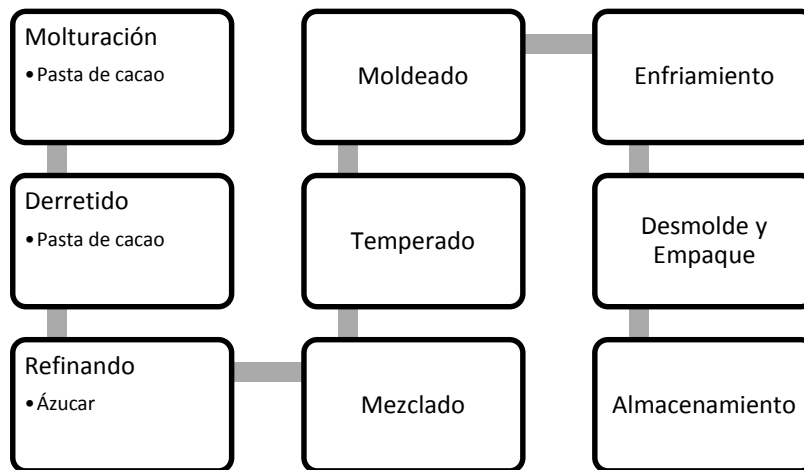 Molturación
•Pasta de cacao
Derretido
•Pasta de cacao
Refinando
•Ázucar
Mezclado
Temperado
Moldeado
Enfriamiento
Desmolde y
Empaque
Almacenamiento